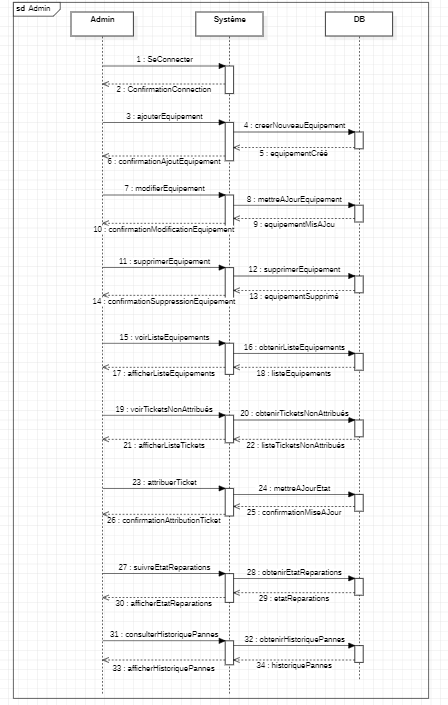 sd Admin
Admin
Système
DB
1 : SeConnecter
2 : ConfirmationConnection
3 : ajouterEquipement
4 : creerNouveauEquipement
5 : equipementCréé
6 : confirmationAjoutEquipement
7 : modifierEquipement
8 : mettreAJourEquipement
9 : equipementMisAJou
10 : confirmationModificationEquipement
11 : supprimerEquipement
12 : supprimerEquipement
13 : equipementSupprimé
14 : confirmationSuppressionEquipement
15 : voirListeEquipements
16 : obtenirListeEquipements
17 : afficherListeEquipements
18 : listeEquipements
19 : voirTicketsNonAttribués
20 : obtenirTicketsNonAttribués
21 : afficherListeTickets
22 : listeTicketsNonAttribués
23 : attribuerTicket
24 : mettreAJourEtat
25 : confirmationMiseAJour
26 : confirmationAttributionTicket
27 : suivreEtatReparations
28 : obtenirEtatReparations
29 : etatReparations
30 : afficherEtatReparations
31 : consulterHistoriquePannes
32 : obtenirHistoriquePannes
33 : afficherHistoriquePannes
34 : historiquePannes